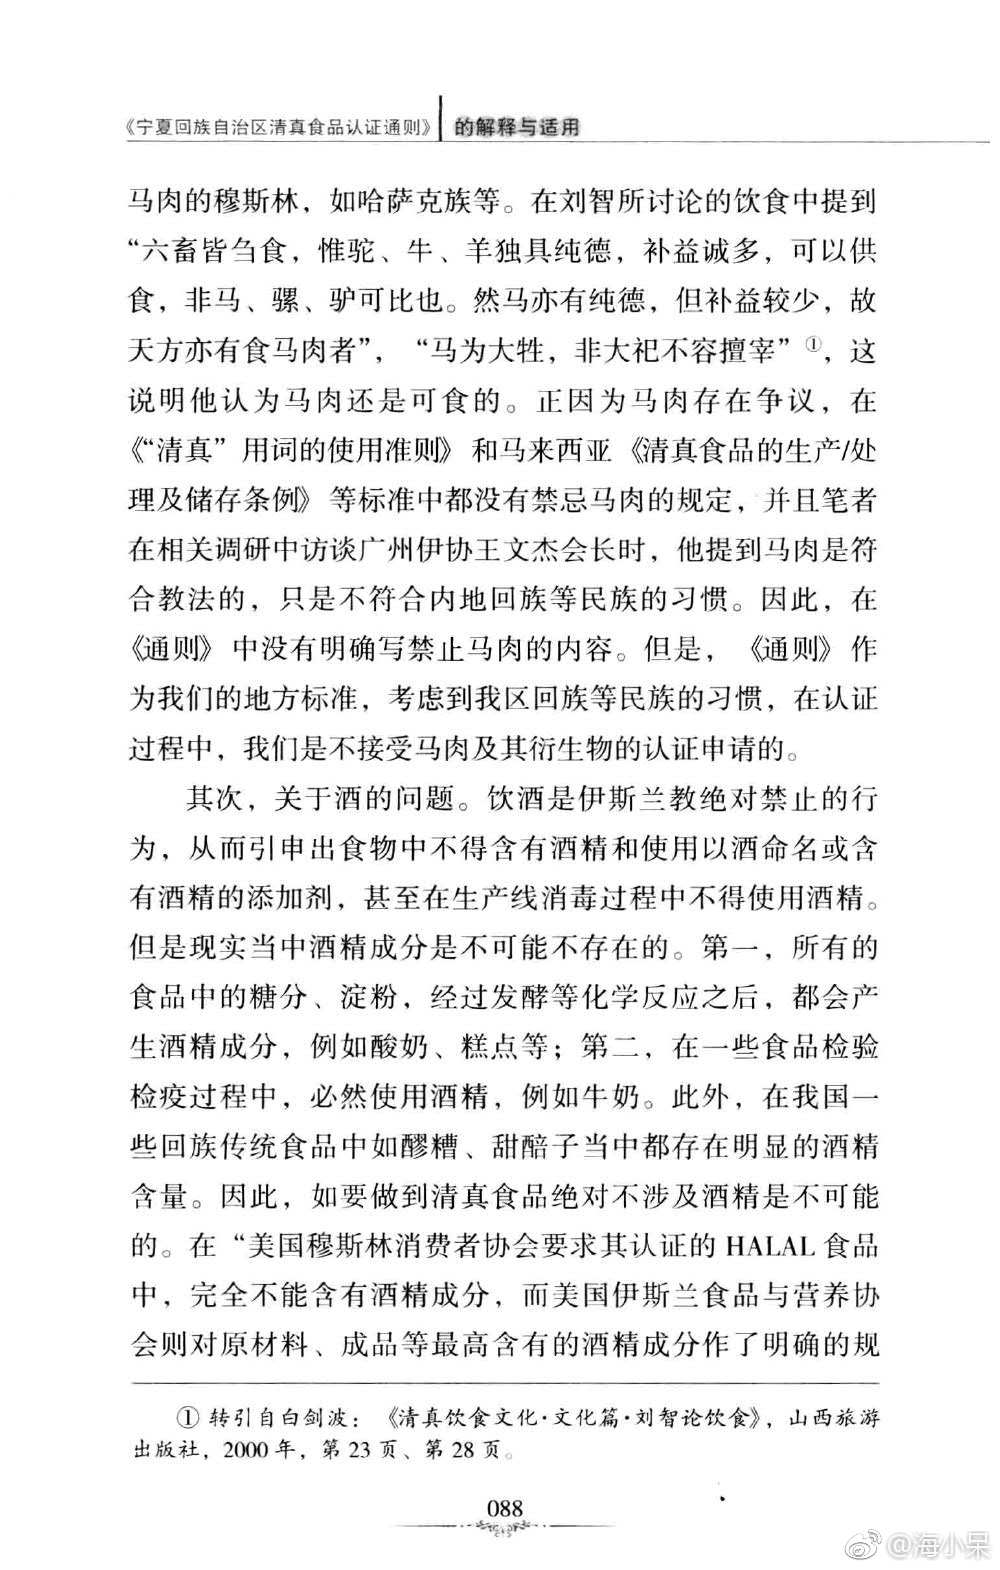 《宁夏回族自治区清真食品认证通则》 的解释与适用
马肉的穆斯林，如哈萨克族等。在刘智所讨论的饮食中提到
“六畜皆刍食，惟驼、牛、羊独具纯德，补益诚多，可以供
食，非马、骡、驴可比也。然马亦有纯德，但补益较少，故
天方亦有食马肉者”，“马为大牲，非大祀不容擅宰”①，这
说明他认为马肉还是可食的。正因为马肉存在争议，在
《“清真”用词的使用准则》和马来西亚《清真食品的生产/处
理及储存条例》等标准中都没有禁忌马肉的规定，并且笔者
在相关调研中访谈广州伊协王文杰会长时，他提到马肉是符
合教法的，只是不符合内地回族等民族的习惯。因此，在
《通则》中没有明确写禁止马肉的内容。但是，《通则》作
为我们的地方标准，考虑到我区回族等民族的习惯，在认证
过程中，我们是不接受马肉及其衍生物的认证申请的。
其次，关于酒的问题。饮酒是伊斯兰教绝对禁止的行
为，从而引申出食物中不得含有酒精和使用以酒命名或含
有酒精的添加剂，甚至在生产线消毒过程中不得使用酒精。
但是现实当中酒精成分是不可能不存在的。第一，所有的
食品中的糖分、淀粉，经过发酵等化学反应之后，都会产
生酒精成分，例如酸奶、糕点等；第二，在一些食品检验
检疫过程中，必然使用酒精，例如牛奶。此外，在我国一
些回族传统食品中如醪糟、甜醅子当中都存在明显的酒精
含量。因此，如要做到清真食品绝对不涉及酒精是不可能
的。在“美国穆斯林消费者协会要求其认证的 HALAL 食品
中，完全不能含有酒精成分，而美国伊斯兰食品与营养协
会则对原材料、成品等最高含有的酒精成分作了明确的规
① 转引自白剑波：《清真饮食文化·文化篇·刘智论饮食》，山西旅游
出版社，2000 年，第 23 页、第 28 页。
088
@海小呆